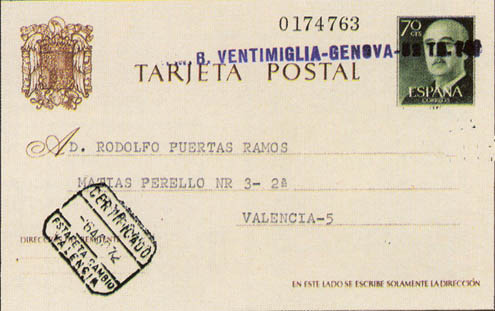 0174763
70
CTS
B. VENTIMIGLIA-GENOVA-
TARJETA POSTAL
ESPAÑA
CORREOS
A D. RODOLFO PUERTAS RAMOS
MATIAS PERELLO NR 3- 2ª
VALENCIA-5
CERTIFICADO
ESTAFETA CAMBIO
VALENCIA
EN ESTE LADO SE ESCRIBE SOLAMENTE LA DIRECCIÓN